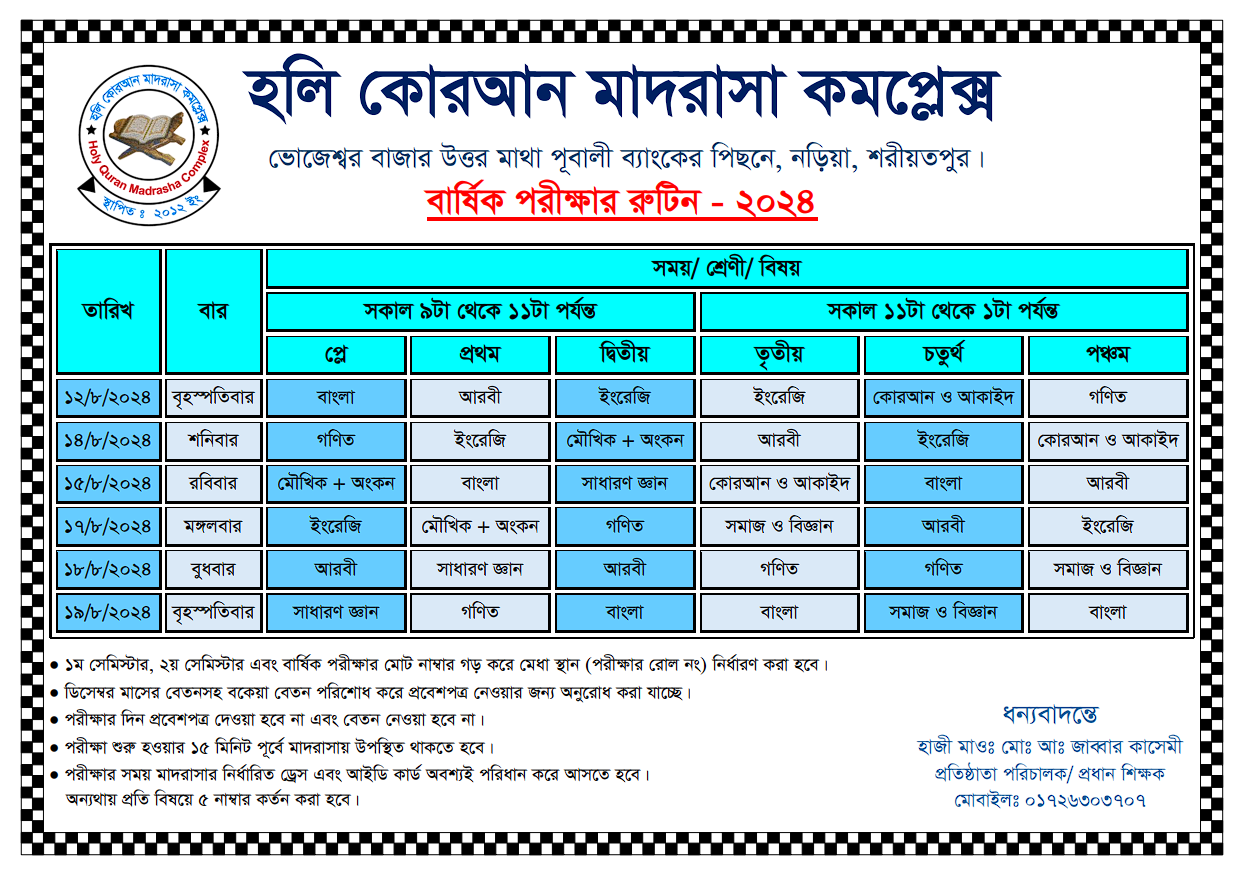 হলি কোরআন মাদরাসা কমপ্লেক্স
হলি কোরআন মাদরাসা কমপ্লেক্স
Holy Quran Madrasha Complex
স্থাপিত ঃ ২০১২ ইং
ভোজেশ্বর বাজার উত্তর মাথা পূবালী ব্যাংকের পিছনে, নড়িয়া, শরীয়তপুর।
বার্ষিক পরীক্ষার রুটিন - ২০২৪
তারিখ বার সময়/ শ্রেণী/ বিষয়
সকাল ৯টা থেকে ১১টা পর্যন্ত সকাল ১১টা থেকে ১টা পর্যন্ত
প্লে প্রথম দ্বিতীয় তৃতীয় চতুর্থ পঞ্চম
১২/৮/২০২৪ বৃহস্পতিবার বাংলা আরবী ইংরেজি ইংরেজি কোরআন ও আকাইদ গণিত
১৪/৮/২০২৪ শনিবার গণিত ইংরেজি মৌখিক + অংকন আরবী ইংরেজি কোরআন ও আকাইদ
১৫/৮/২০২৪ রবিবার মৌখিক + অংকন বাংলা সাধারণ জ্ঞান কোরআন ও আকাইদ বাংলা আরবী
১৭/৮/২০২৪ মঙ্গলবার ইংরেজি মৌখিক + অংকন গণিত সমাজ ও বিজ্ঞান আরবী ইংরেজি
১৮/৮/২০২৪ বুধবার আরবী সাধারণ জ্ঞান আরবী গণিত গণিত সমাজ ও বিজ্ঞান
১৯/৮/২০২৪ বৃহস্পতিবার সাধারণ জ্ঞান গণিত বাংলা বাংলা সমাজ ও বিজ্ঞান বাংলা
● ১ম সেমিস্টার, ২য় সেমিস্টার এবং বার্ষিক পরীক্ষার মোট নাম্বার গড় করে মেধা স্থান (পরীক্ষার রোল নং) নির্ধারণ করা হবে।
● ডিসেম্বর মাসের বেতনসহ বকেয়া বেতন পরিশোধ করে প্রবেশপত্র নেওয়ার জন্য অনুরোধ করা যাচ্ছে।
● পরীক্ষার দিন প্রবেশপত্র দেওয়া হবে না এবং বেতন নেওয়া হবে না।
● পরীক্ষা শুরু হওয়ার ১৫ মিনিট পূর্বে মাদরাসায় উপস্থিত থাকতে হবে।
● পরীক্ষার সময় মাদরাসার নির্ধারিত ড্রেস এবং আইডি কার্ড অবশ্যই পরিধান করে আসতে হবে।
অন্যথায় প্রতি বিষয়ে ৫ নাম্বার কর্তন করা হবে।
ধন্যবাদন্তে
হাজী মাওঃ মোঃ আঃ জাব্বার কাসেমী
প্রতিষ্ঠাতা পরিচালক/ প্রধান শিক্ষক
মোবাইলঃ ০১৭২৬৩০৩৭০৭